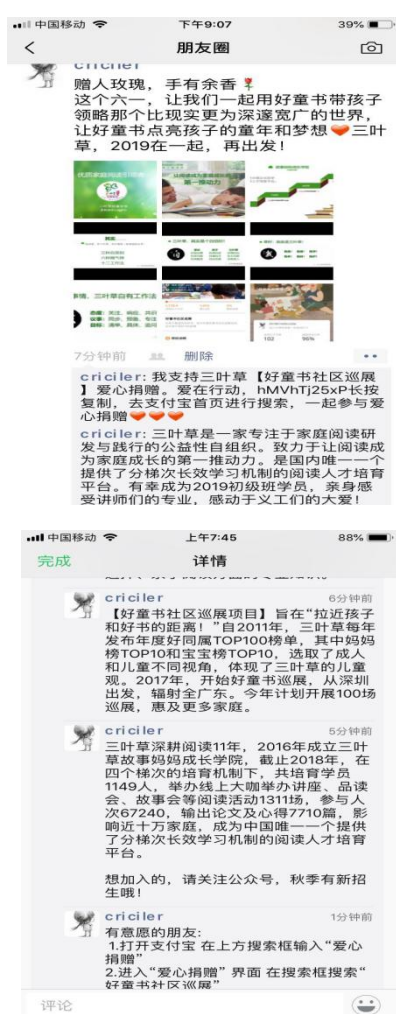 中国移动 下午9:07 39%
朋友圈
criciler
赠人玫瑰，手有余香🌹
这个六一，让我们一起用好童书带孩子
领略那个比现实更为深邃宽广的世界，
让好童书点亮孩子的童年和梦想❤️三叶
草，2019在一起，再出发！
第一推动力
7分钟前 删除
criciler: 我支持三叶草【好童书社区巡展
】爱心捐赠。爱在行动，hMVhTj25xP长按
复制，去支付宝首页进行搜索，一起参与爱
心捐赠❤️❤️❤️
criciler: 三叶草是一家专注于家庭阅读研
发与践行的公益性自组织。致力于让阅读成
为家庭成长的第一推动力。是国内唯一一个
提供了分梯次长效学习机制的阅读人才培育
平台。有幸成为2019初级班学员，亲身感
受讲师们的专业，感动于义工们的大爱！
中国移动 上午7:45 88%
完成 详情
criciler 6分钟前
【好童书社区巡展项目】旨在“拉近孩子
和好书的距离！”自2011年，三叶草每年
发布年度好同属TOP100榜单，其中妈妈
榜TOP10和宝宝榜TOP10，选取了成人
和儿童不同视角，体现了三叶草的儿童
观。2017年，开始好童书巡展，从深圳
出发，辐射全广东。今年计划开展100场
巡展，惠及更多家庭。
criciler 5分钟前
三叶草深耕阅读11年，2016年成立三叶
草故事妈妈成长学院，截止2018年，在
四个梯次的培育机制下，共培育学员
1149人，举办线上大咖举办讲座、品读
会、故事会等阅读活动1311场，参与人
次67240，输出论文及心得7710篇，影
响近十万家庭，成为中国唯一一个提供
了分梯次长效学习机制的阅读人才培育
平台。
想加入的，请关注公众号，秋季有新招
生哦！
criciler 1分钟前
有意愿的朋友：
1.打开支付宝 在上方搜索框输入“爱心
捐赠”
2.进入“爱心捐赠” 界面 在搜索框搜索“
好童书社区巡展”
评论